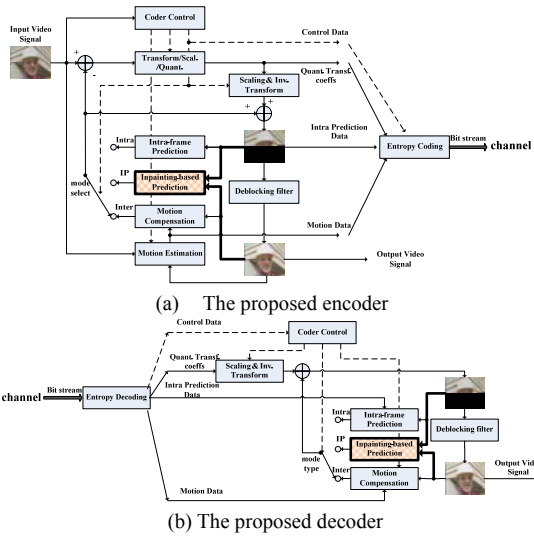 Input Video
Signal
Coder Control
Control Data
Transform/Scal.
/Quant.
Quant. Transf.
coeffs
Scaling & Inv.
Transform
+
-
+
+
Intra
Intra-frame
Prediction
Intra Prediction
Data
Entropy Coding
Bit stream
channel
IP
Inpainting-based
Prediction
mode
select
Deblocking filter
Inter
Motion
Compensation
Motion Data
Motion Estimation
Output Video
Signal
(a) The proposed encoder
Control Data
Coder Control
Quant. Transf.
coeffs
Scaling & Inv.
Transform
channel
Bit stream
Entropy Decoding
Intra Prediction
Data
Intra
Intra-frame
Prediction
Deblocking filter
IP
Inpainting-based
Prediction
mode
type
Inter
Motion
Compensation
Output Vid
Signal
Motion Data
(b) The proposed decoder